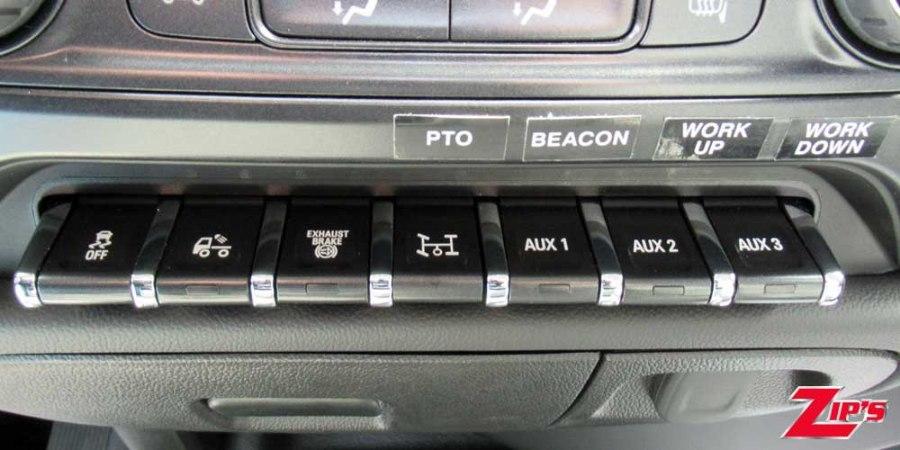 PTO
BEACON
WORK
UP
WORK
DOWN
OFF
EXHAUST
BRAKE
AUX 1
AUX 2
AUX 3
ZIP'S